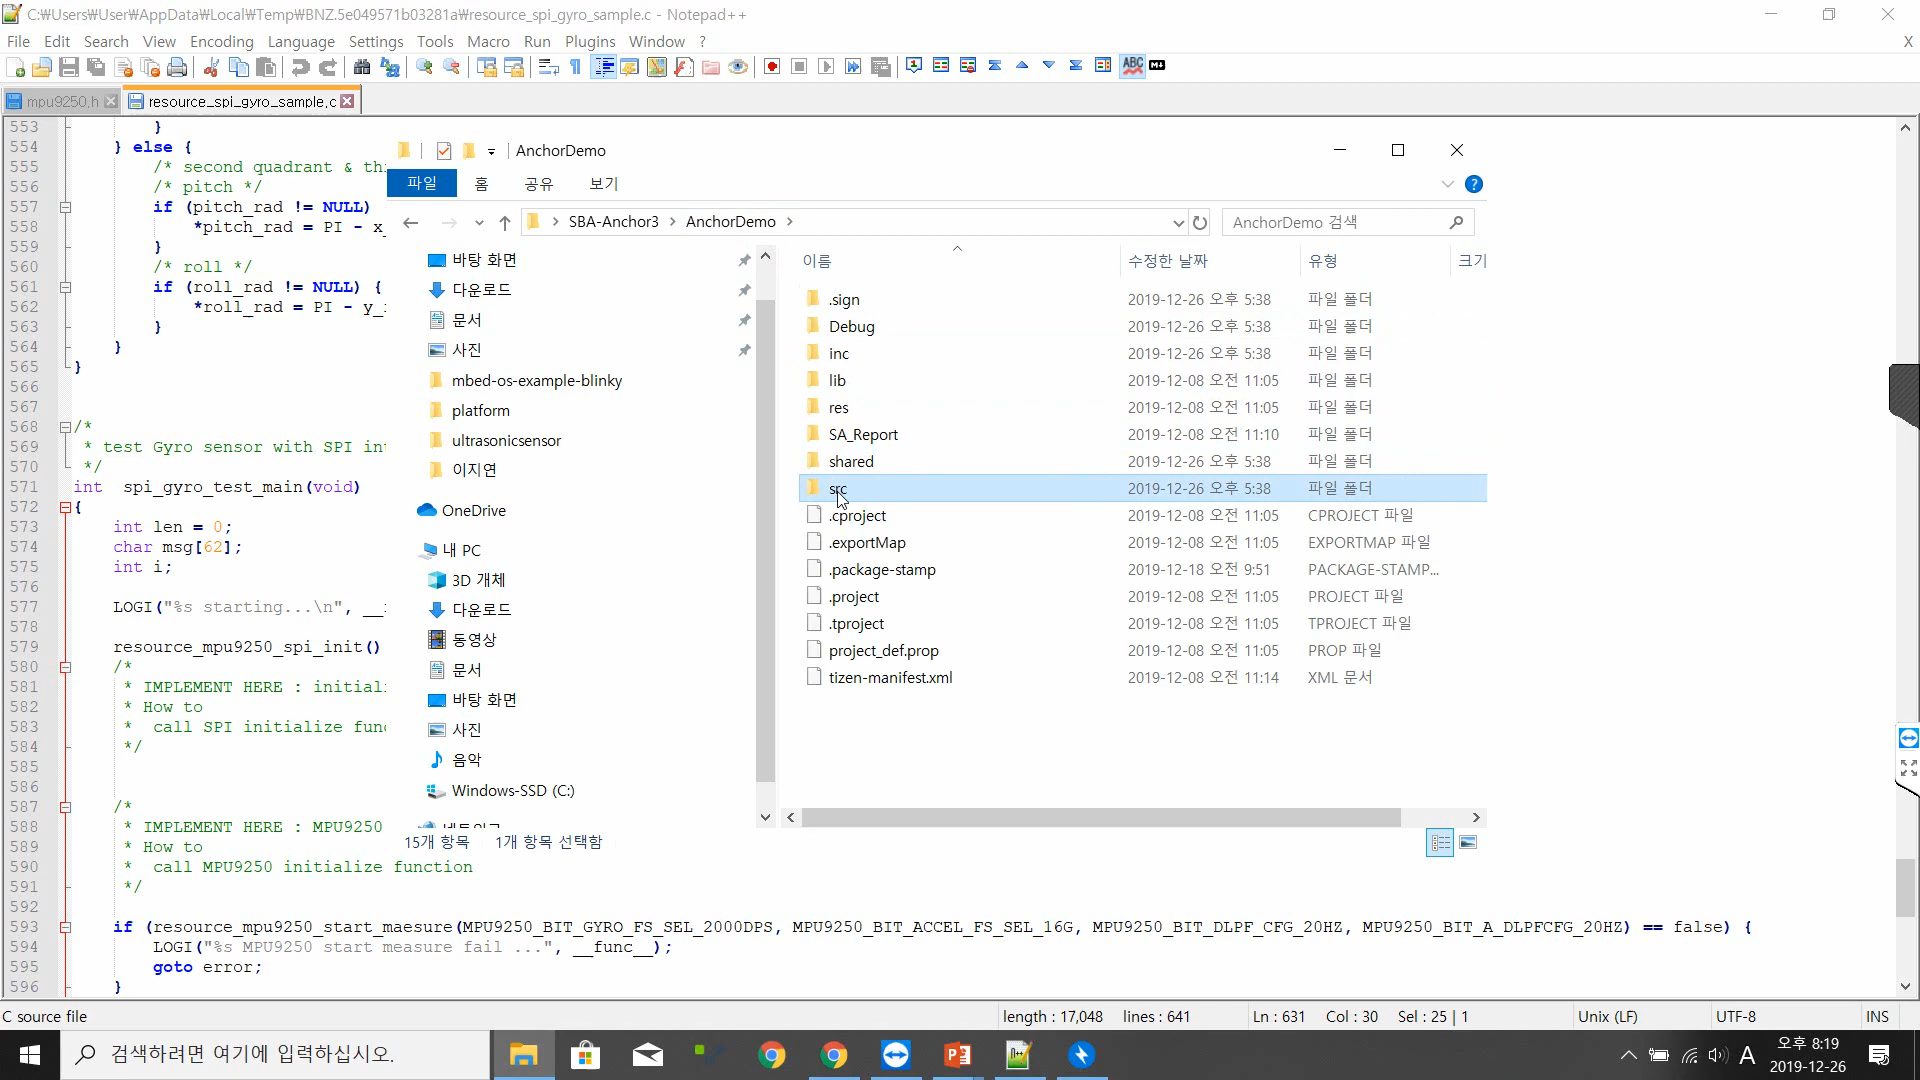 C:₩Users₩User₩AppData₩Local₩Temp₩BNZ.5e049571b03281a₩resource_spi_gyro_sample.c - Notepad++
File Edit Search View Encoding Language Settings Tools Macro Run Plugins Window ? X
mpu9250.h resource_spi_gyro_sample.c
553 }
554 } else {
555 /* second quadrant & thi
556 /* pitch */
557 if (pitch_rad != NULL)
558 *pitch_rad = PI - x_
559 }
560 /* roll */
561 if (roll_rad != NULL) {
562 *roll_rad = PI - y_
563 }
564 }
565 }
566
567
568 /*
569 * test Gyro sensor with SPI int
570 */
571 int spi_gyro_test_main(void)
572 {
573 int len = 0;
574 char msg[62];
575 int i;
576
577 LOGI("%s starting...\n", __
578
579 resource_mpu9250_spi_init()
580 /*
581 * IMPLEMENT HERE : initiali
582 * How to
583 * call SPI initialize func
584 */
585
586
587 /*
588 * IMPLEMENT HERE : MPU9250
589 * How to
590 * call MPU9250 initialize function
591 */
592
593 if (resource_mpu9250_start_maesure(MPU9250_BIT_GYRO_FS_SEL_2000DPS, MPU9250_BIT_ACCEL_FS_SEL_16G, MPU9250_BIT_DLPF_CFG_20HZ, MPU9250_BIT_A_DLPFCFG_20HZ) == false) {
594 LOGI("%s MPU9250 start measure fail ...", __func__);
595 goto error;
596 }
AnchorDemo
파일 홈 공유 보기
SBA-Anchor3 AnchorDemo
AnchorDemo 검색
바탕 화면
다운로드
문서
사진
mbed-os-example-blinky
platform
ultrasonicsensor
이지연
OneDrive
내 PC
3D 개체
다운로드
동영상
문서
바탕 화면
사진
음악
Windows-SSD (C:)
이름 수정한 날짜 유형 크기
.sign 2019-12-26 오후 5:38 파일 폴더
Debug 2019-12-26 오후 5:38 파일 폴더
inc 2019-12-26 오후 5:38 파일 폴더
lib 2019-12-08 오전 11:05 파일 폴더
res 2019-12-08 오전 11:05 파일 폴더
SA_Report 2019-12-08 오전 11:10 파일 폴더
shared 2019-12-26 오후 5:38 파일 폴더
src 2019-12-26 오후 5:38 파일 폴더
.cproject 2019-12-08 오전 11:05 CPROJECT 파일
.exportMap 2019-12-08 오전 11:05 EXPORTMAP 파일
.package-stamp 2019-12-18 오전 9:51 PACKAGE-STAMP...
.project 2019-12-08 오전 11:05 PROJECT 파일
.tproject 2019-12-08 오전 11:05 TPROJECT 파일
project_def.prop 2019-12-08 오전 11:05 PROP 파일
tizen-manifest.xml 2019-12-08 오전 11:14 XML 문서
15개 항목 1개 항목 선택함
C source file length : 17,048 lines : 641 Ln : 631 Col : 30 Sel : 25 | 1 Unix (LF) UTF-8 INS
검색하려면 여기에 입력하십시오.
A
오후 8:19
2019-12-26